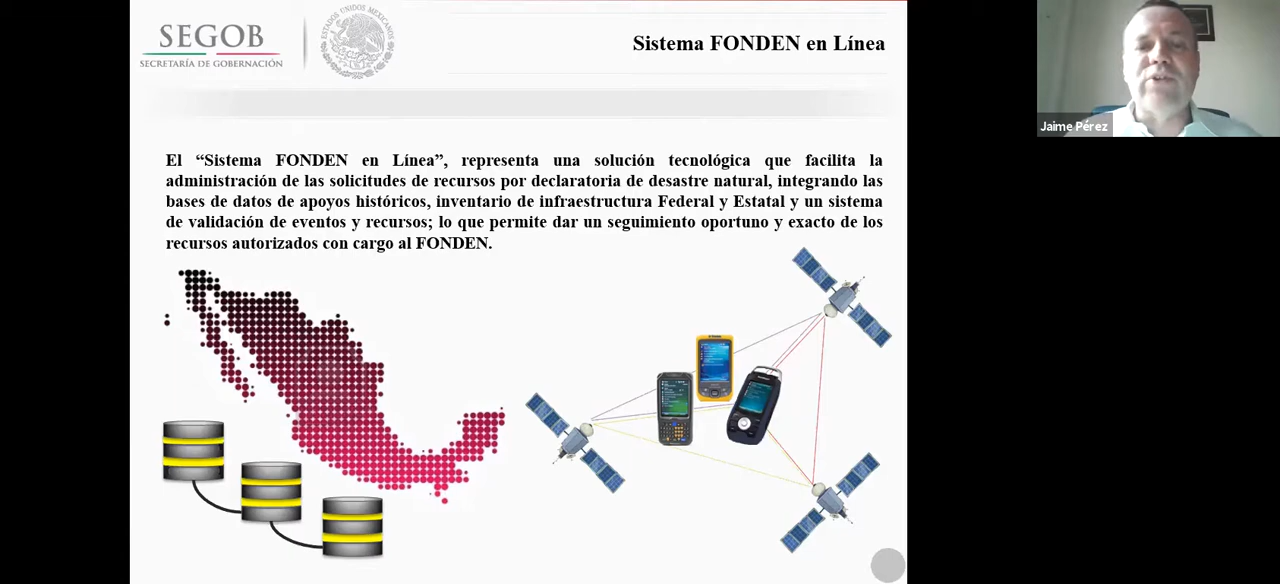 SEGOB
SECRETARÍA DE GOBERNACIÓN
ESTADOS UNIDOS MEXICANOS
Sistema FONDEN en Línea
El “Sistema FONDEN en Línea”, representa una solución tecnológica que facilita la
administración de las solicitudes de recursos por declaratoria de desastre natural, integrando las
bases de datos de apoyos históricos, inventario de infraestructura Federal y Estatal y un sistema
de validación de eventos y recursos; lo que permite dar un seguimiento oportuno y exacto de los
recursos autorizados con cargo al FONDEN.
Jaime Pérez